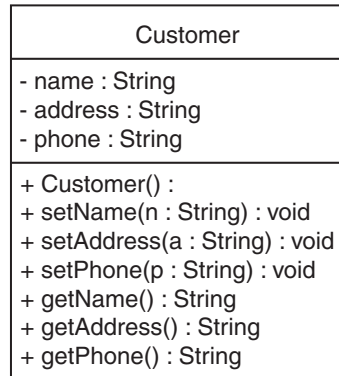 Customer
- name : String
- address : String
- phone : String
+ Customer() :
+ setName(n : String) : void
+ setAddress(a : String) : void
+ setPhone(p : String) : void
+ getName() : String
+ getAddress() : String
+ getPhone() : String